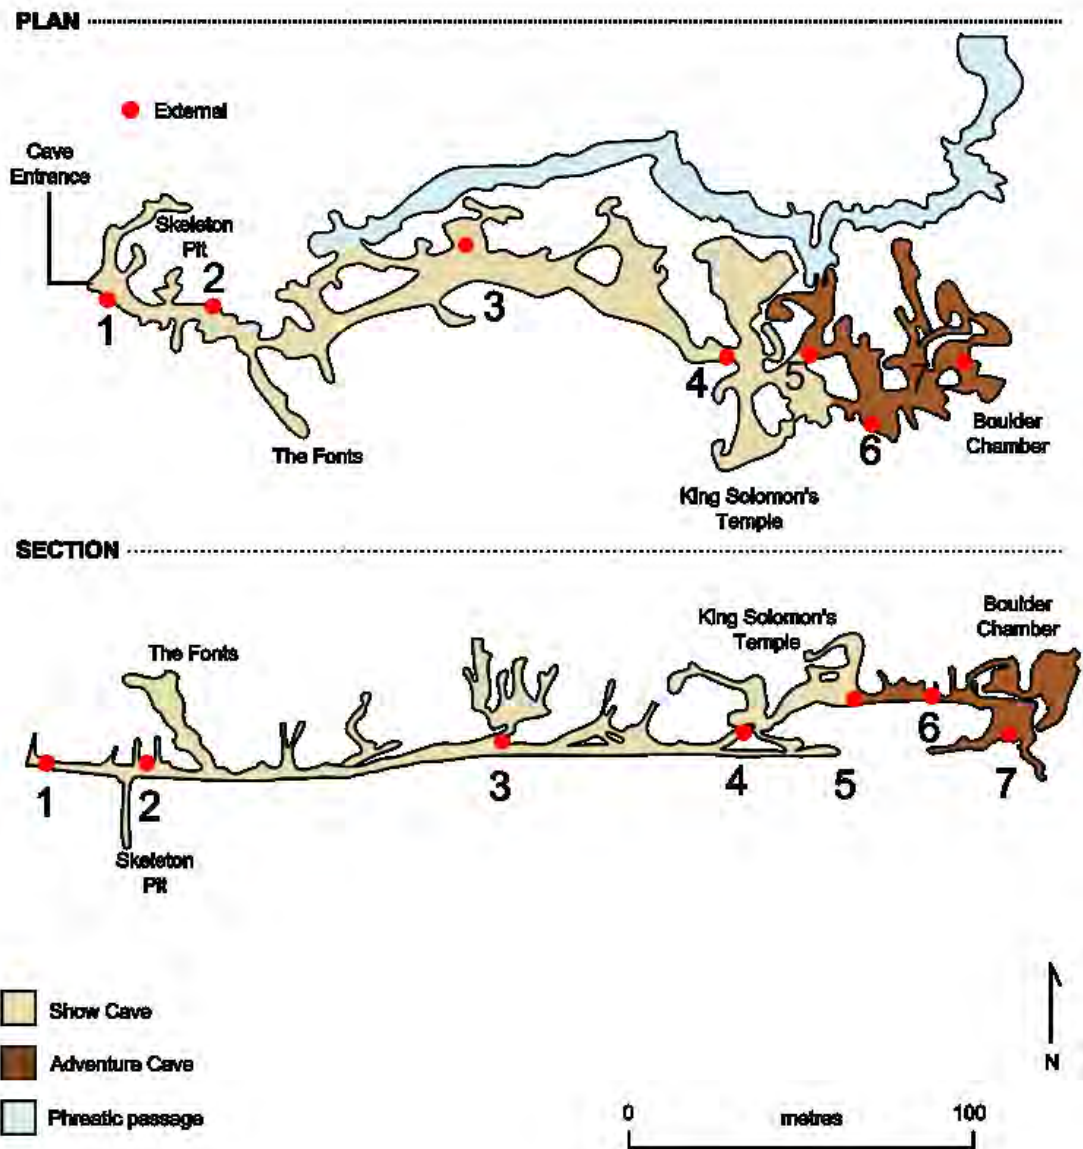 PLAN
External
Cave
Entrance
Skeleton
Pit
2
1
3
4
5
7
6
The Fonts
Boulder
Chamber
King Solomon's
Temple
SECTION
Boulder
Chamber
King Solomon's
Temple
The Fonts
1
2
3
4
5
6
7
Skeleton
Pit
Show Cave
Adventure Cave
Phreatic passage
N
0 metres 100